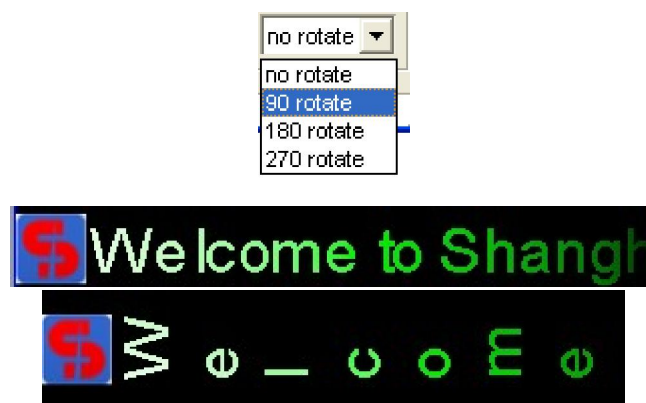 no rotate
no rotate
90 rotate
180 rotate
270 rotate
Welcome to Shangh
W e l c o m e